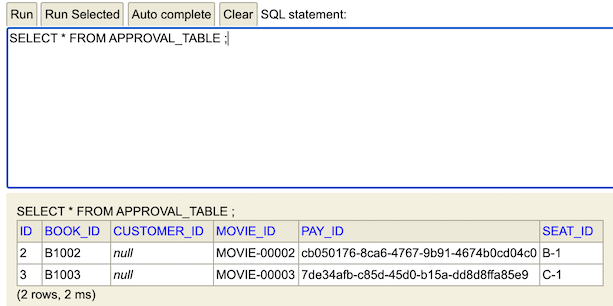 Run Run Selected Auto complete Clear SQL statement:
SELECT * FROM APPROVAL_TABLE ;
SELECT * FROM APPROVAL_TABLE ;
ID BOOK_ID CUSTOMER_ID MOVIE_ID PAY_ID SEAT_ID
2 B1002 null MOVIE-00002 cb050176-8ca6-4767-9b91-4674b0cd04c0 B-1
3 B1003 null MOVIE-00003 7de34afb-c85d-45d0-b15a-dd8d8ffa85e9 C-1
(2 rows, 2 ms)